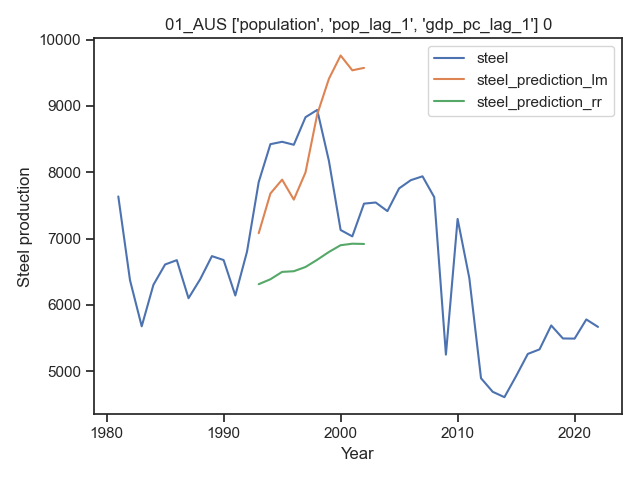 01_AUS ['population', 'pop_lag_1', 'gdp_pc_lag_1'] 0
steel
steel_prediction_lm
steel_prediction_rr
Steel production
10000
9000
8000
7000
6000
5000
1980
1990
2000
2010
2020
Year